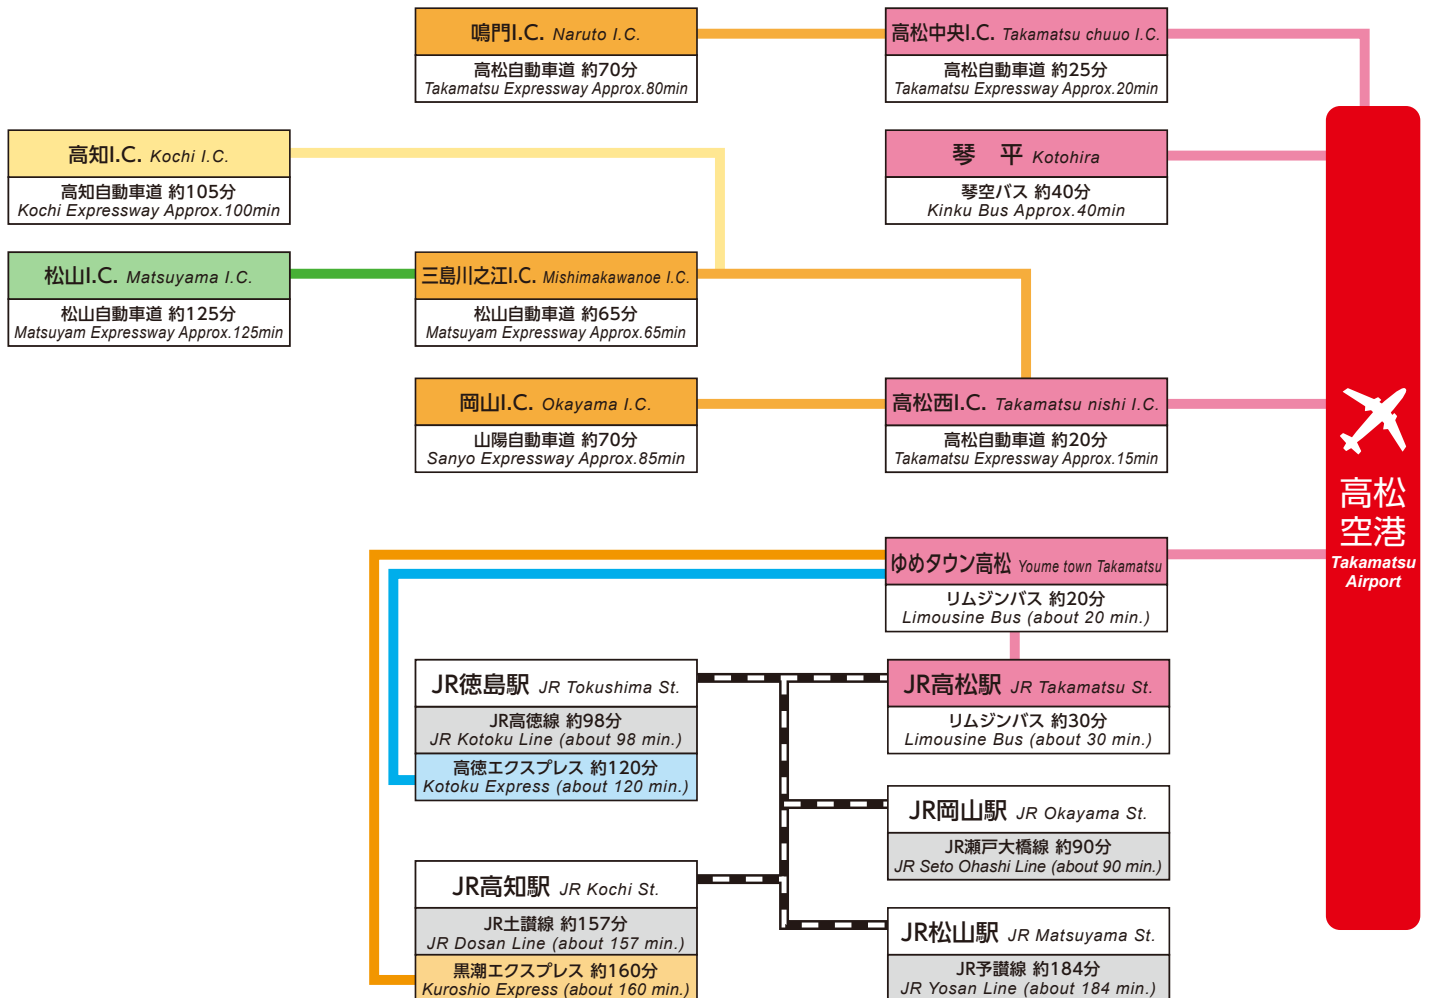 鳴門I.C. Naruto I.C.
高松自動車道 約70分
Takamatsu Expressway Approx.80min
高松中央I.C. Takamatsu chuuo I.C.
高松自動車道 約25分
Takamatsu Expressway Approx.20min
高知I.C. Kochi I.C.
高知自動車道 約105分
Kochi Expressway Approx.100min
琴　平 Kotohira
琴空バス 約40分
Kinku Bus Approx.40min
松山I.C. Matsuyama I.C.
松山自動車道 約125分
Matsuyam Expressway Approx.125min
三島川之江I.C. Mishimakawanoe I.C.
松山自動車道 約65分
Matsuyam Expressway Approx.65min
岡山I.C. Okayama I.C.
山陽自動車道 約70分
Sanyo Expressway Approx.85min
高松西I.C. Takamatsu nishi I.C.
高松自動車道 約20分
Takamatsu Expressway Approx.15min
高松
空港
Takamatsu
Airport
ゆめタウン高松 Youme town Takamatsu
リムジンバス 約20分
Limousine Bus (about 20 min.)
JR徳島駅 JR Tokushima St.
JR高徳線 約98分
JR Kotoku Line (about 98 min.)
高徳エクスプレス 約120分
Kotoku Express (about 120 min.)
JR高松駅 JR Takamatsu St.
リムジンバス 約30分
Limousine Bus (about 30 min.)
JR岡山駅 JR Okayama St.
JR瀬戸大橋線 約90分
JR Seto Ohashi Line (about 90 min.)
JR高知駅 JR Kochi St.
JR土讃線 約157分
JR Dosan Line (about 157 min.)
黒潮エクスプレス 約160分
Kuroshio Express (about 160 min.)
JR松山駅 JR Matsuyama St.
JR予讃線 約184分
JR Yosan Line (about 184 min.)